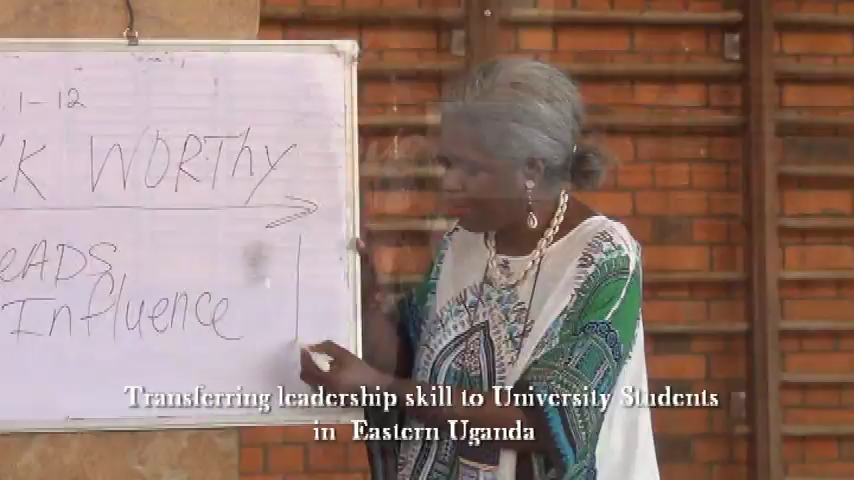 1-12
WORThy
eADS
Influence
Transferring leadership skill to University Students
in Eastern Uganda